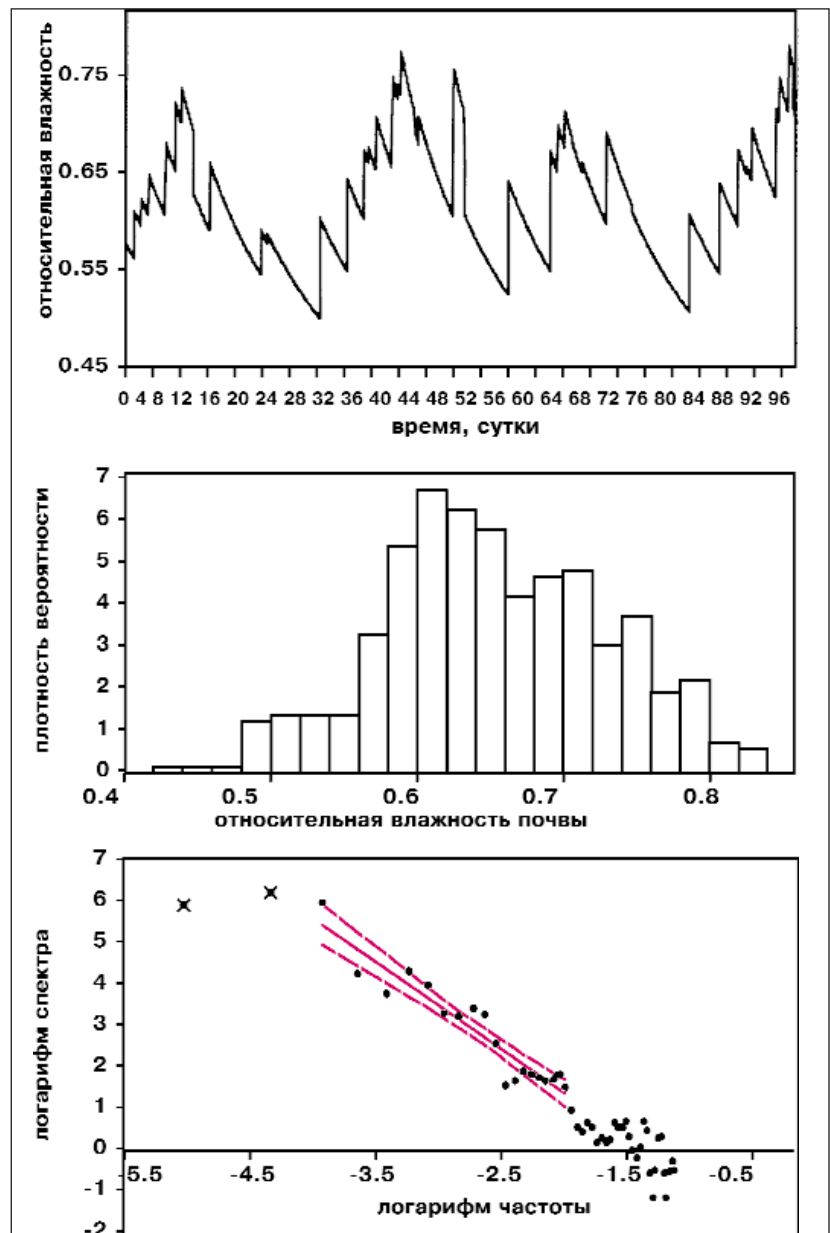 относительная влажность
0.75
0.65
0.55
0.45
0 4 8 12 16 20 24 28 32 36 40 44 48 52 56 60 64 68 72 76 80 84 88 92 96
время, сутки
плотность вероятности
7
6
5
4
3
2
1
0
0.4 0.5 0.6 0.7 0.8
относительная влажность почвы
логарифм спектра
7
6
5
4
3
2
1
0
-5.5 -4.5 -3.5 -2.5 -1.5 -0.5
-1
логарифм частоты
-2